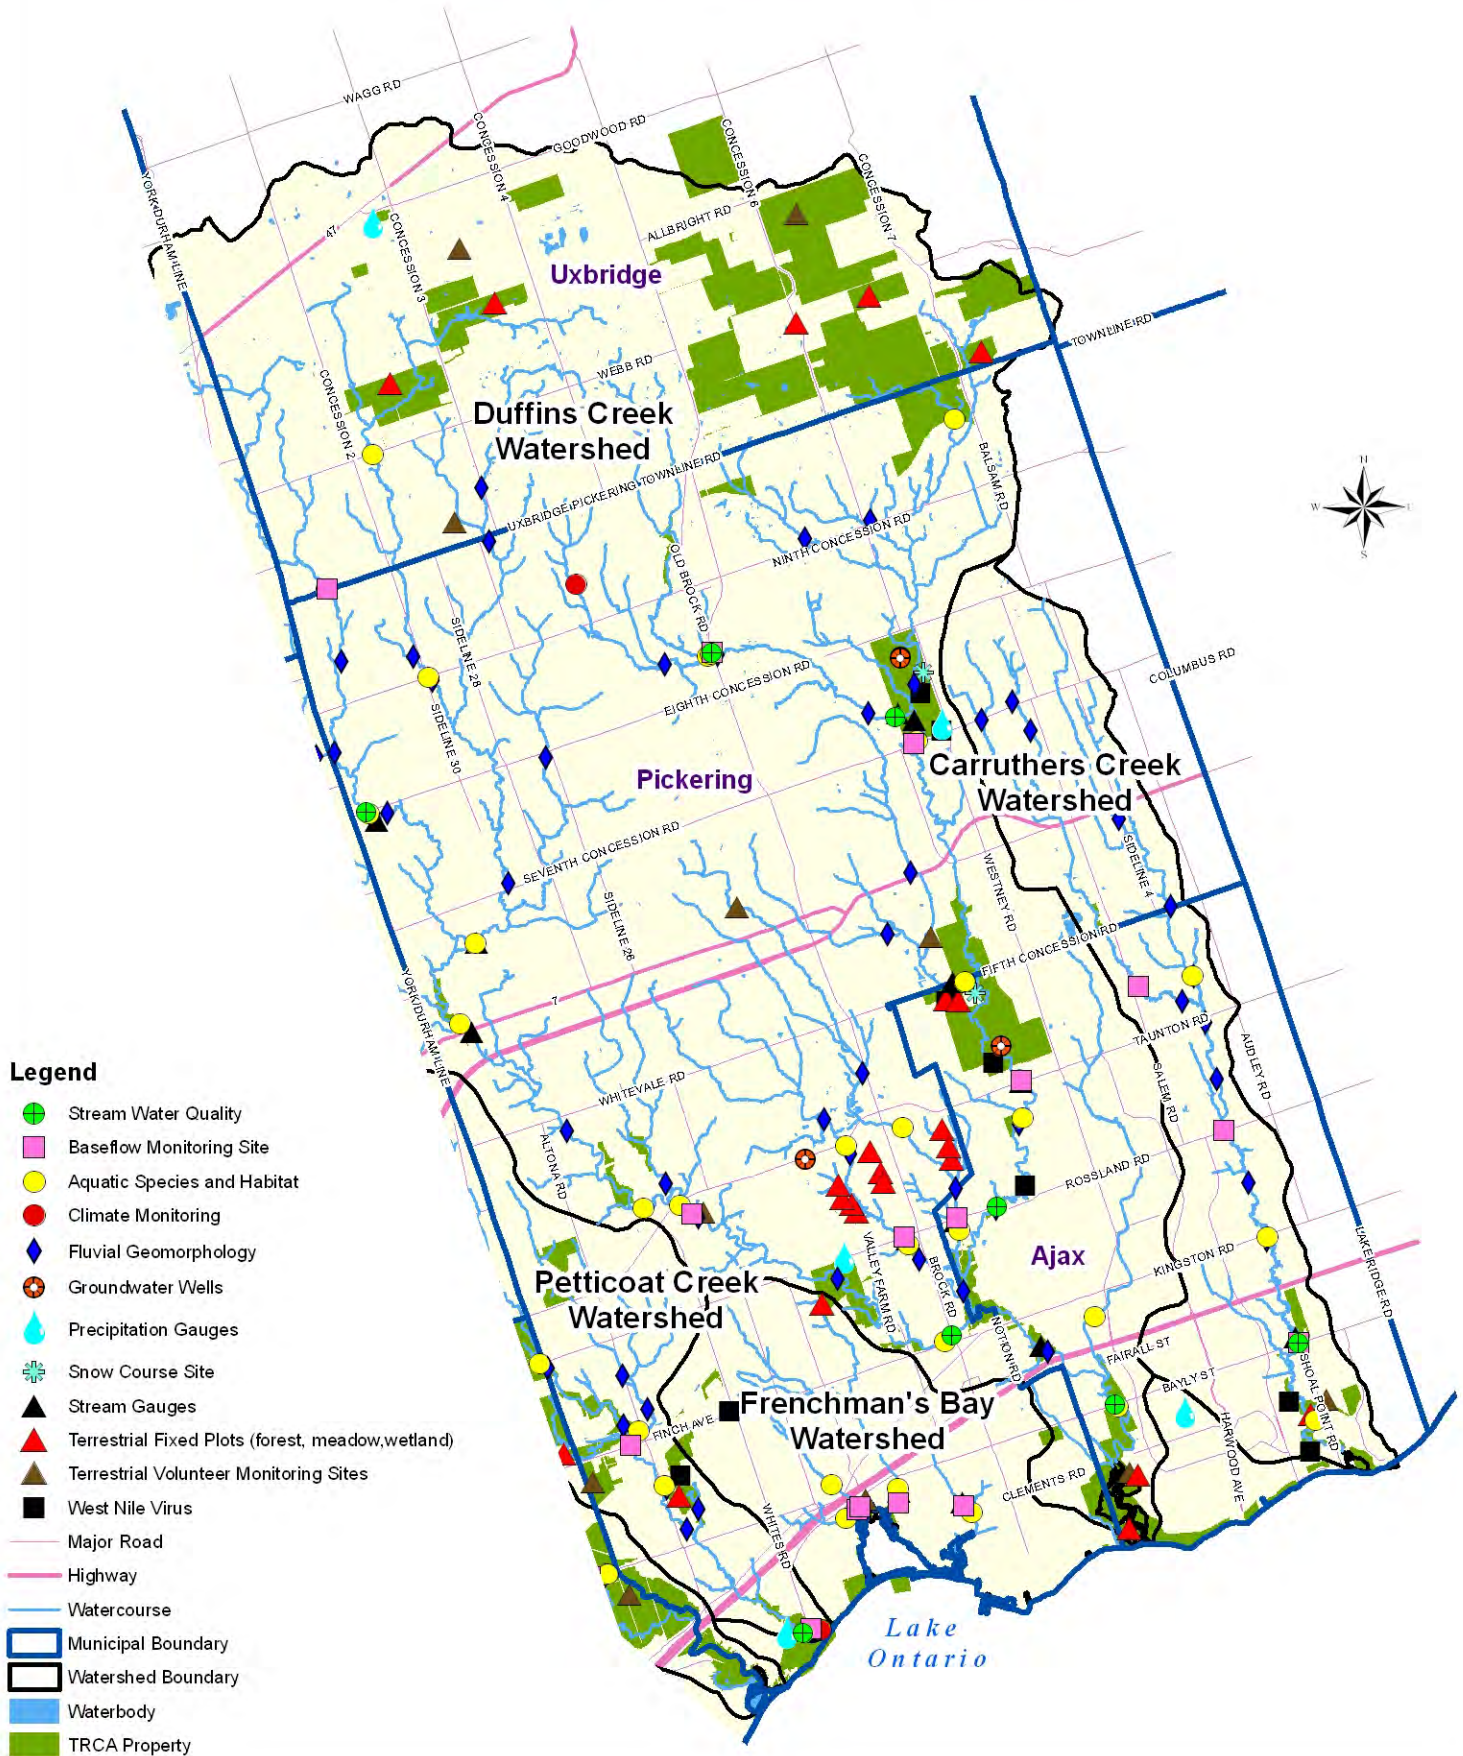 WAGG RD
GOODWOOD RD
CONCESSION 4
CONCESSION 6
CONCESSION 7
YORK-DURHAM LINE
47
CONCESSION 3
ALLBRIGHT RD
Uxbridge
TOWNLINE RD
WEBB RD
CONCESSION 2
Duffins Creek
Watershed
UXBRIDGE PICKERING TOWNLINE RD
BALSAM RD
N
W
E
S
NINTH CONCESSION RD
OLD BROCK RD
SIDELINE 28
COLUMBUS RD
EIGHTH CONCESSION RD
SIDELINE 30
Pickering
Carruthers Creek
Watershed
SEVENTH CONCESSION RD
SIDELINE 4
WESTNEY RD
SIDELINE 26
FIFTH CONCESSION RD
7
YORK/DURHAM LINE
TAUNTON RD
AUDLEY RD
SALEM RD
WHITEVALE RD
ALTONA RD
ROSSLAND RD
VALLEY FARM RD
BROCK RD
Ajax
KINGSTON RD
LAKERIDGE RD
Petticoat Creek
Watershed
NOTION RD
FAIRALL ST
BAYLY ST
SHOAL POINT RD
HARWOOD AVE
FINCH AVE
Frenchman's Bay
Watershed
CLEMENTS RD
WHITES RD
Lake
Ontario
Legend
Stream Water Quality
Baseflow Monitoring Site
Aquatic Species and Habitat
Climate Monitoring
Fluvial Geomorphology
Groundwater Wells
Precipitation Gauges
Snow Course Site
Stream Gauges
Terrestrial Fixed Plots (forest, meadow,wetland)
Terrestrial Volunteer Monitoring Sites
West Nile Virus
Major Road
Highway
Watercourse
Municipal Boundary
Watershed Boundary
Waterbody
TRCA Property